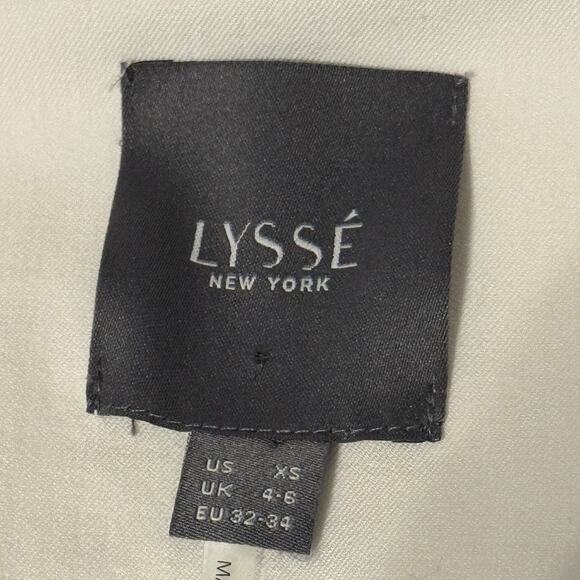 LYSSÉ
NEW YORK
US XS
UK 4-6
EU 32-34